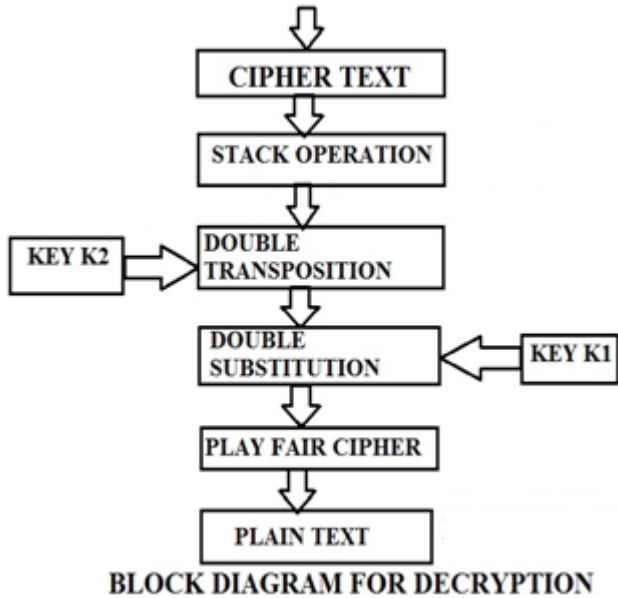 CIPHER TEXT
STACK OPERATION
KEY K2
DOUBLE
TRANSPOSITION
DOUBLE
SUBSTITUTION
KEY K1
PLAY FAIR CIPHER
PLAIN TEXT
BLOCK DIAGRAM FOR DECRYPTION